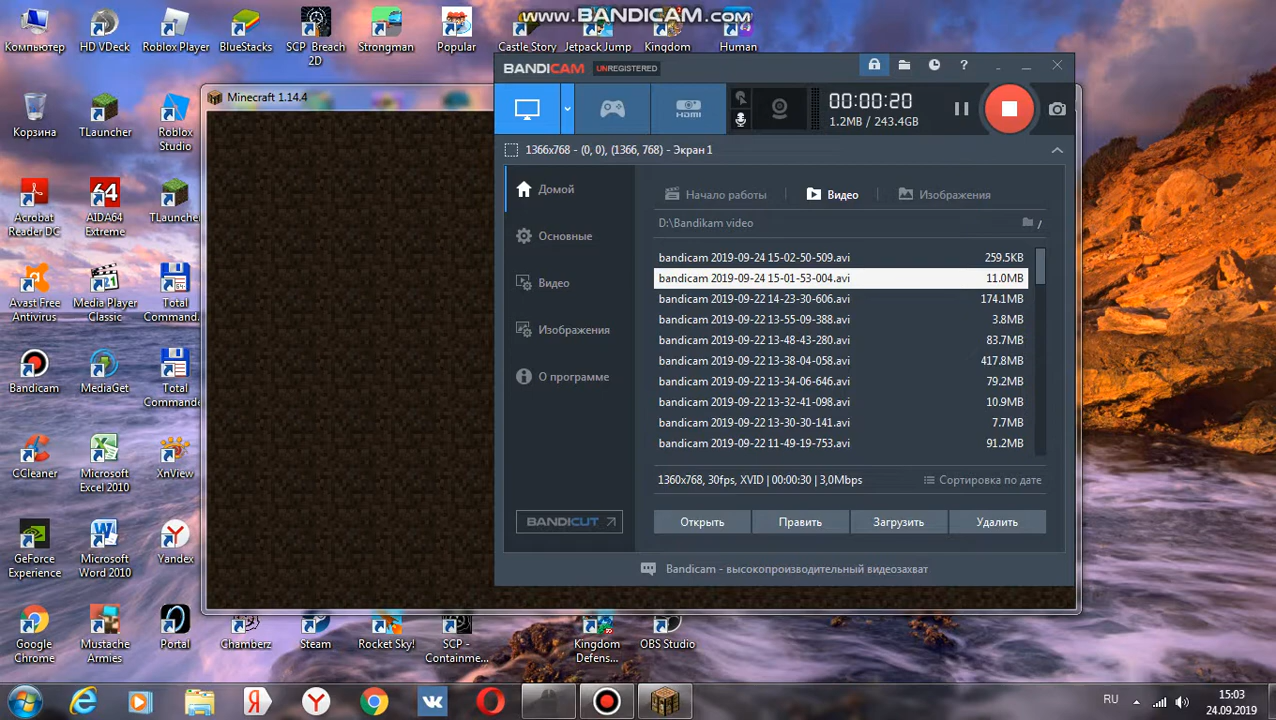 www.BANDICAM.com
Компьютер
HD VDeck
Roblox Player
BlueStacks
SCP_Breach 2D
Strongman
Popular
Castle Story
Jetpack Jump
Kingdom
Human
Корзина
TLauncher
Roblox Studio
Acrobat Reader DC
AIDA64 Extreme
TLauncher
Avast Free Antivirus
Media Player Classic
Total Command...
Bandicam
MediaGet
Total Commande...
CCleaner
Microsoft Excel 2010
XnView
GeForce Experience
Microsoft Word 2010
Yandex
Google Chrome
Mustache Armies
Portal
Chamberz
Steam
Rocket Sky!
SCP - Containme...
Kingdom Defens...
OBS Studio
Minecraft 1.14.4
BANDICAM UNREGISTERED
HDMI
00:00:20
1.2MB / 243.4GB
1366x768 - (0, 0), (1366, 768) - Экран 1
Домой
Основные
Видео
Изображения
О программе
BANDICUT
Начало работы
Видео
Изображения
D:\Bandikam video
/
bandicam 2019-09-24 15-02-50-509.avi 259.5KB
bandicam 2019-09-24 15-01-53-004.avi 11.0MB
bandicam 2019-09-22 14-23-30-606.avi 174.1MB
bandicam 2019-09-22 13-55-09-388.avi 3.8MB
bandicam 2019-09-22 13-48-43-280.avi 83.7MB
bandicam 2019-09-22 13-38-04-058.avi 417.8MB
bandicam 2019-09-22 13-34-06-646.avi 79.2MB
bandicam 2019-09-22 13-32-41-098.avi 10.9MB
bandicam 2019-09-22 13-30-30-141.avi 7.7MB
bandicam 2019-09-22 11-49-19-753.avi 91.2MB
1360x768, 30fps, XVID | 00:00:30 | 3,0Mbps
Сортировка по дате
Открыть
Править
Загрузить
Удалить
Bandicam - высокопроизводительный видеозахват
RU
15:03
24.09.2019